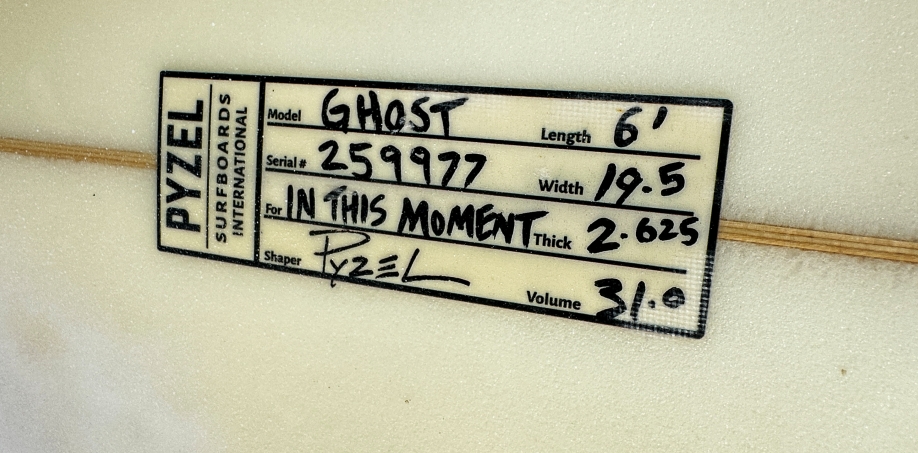 PYZEL
SURFBOARDS
INTERNATIONAL
Model GHOST Length 6'
Serial # 259977 Width 19.5
For IN THIS MOMENT Thick 2.625
Shaper PYZEL Volume 31.0